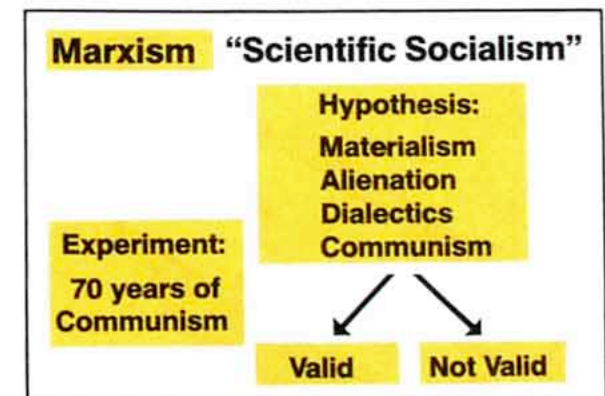 Marxism "Scientific Socialism"
Hypothesis:
Materialism
Alienation
Dialectics
Communism
Experiment:
70 years of
Communism
Valid
Not Valid